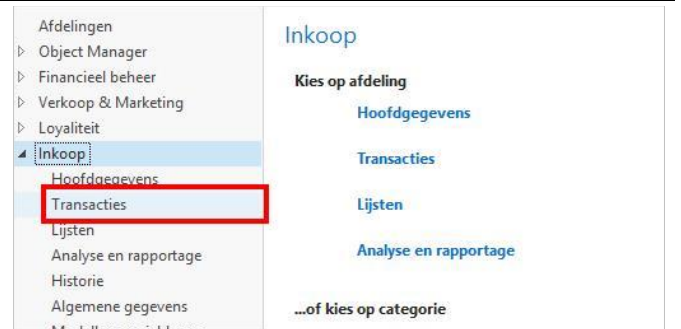 Afdelingen
Object Manager
Financieel beheer
Verkoop & Marketing
Loyaliteit
Inkoop
Hoofdgegevens
Transacties
Lijsten
Analyse en rapportage
Historie
Algemene gegevens
Inkoop
Kies op afdeling
Hoofdgegevens
Transacties
Lijsten
Analyse en rapportage
...of kies op categorie